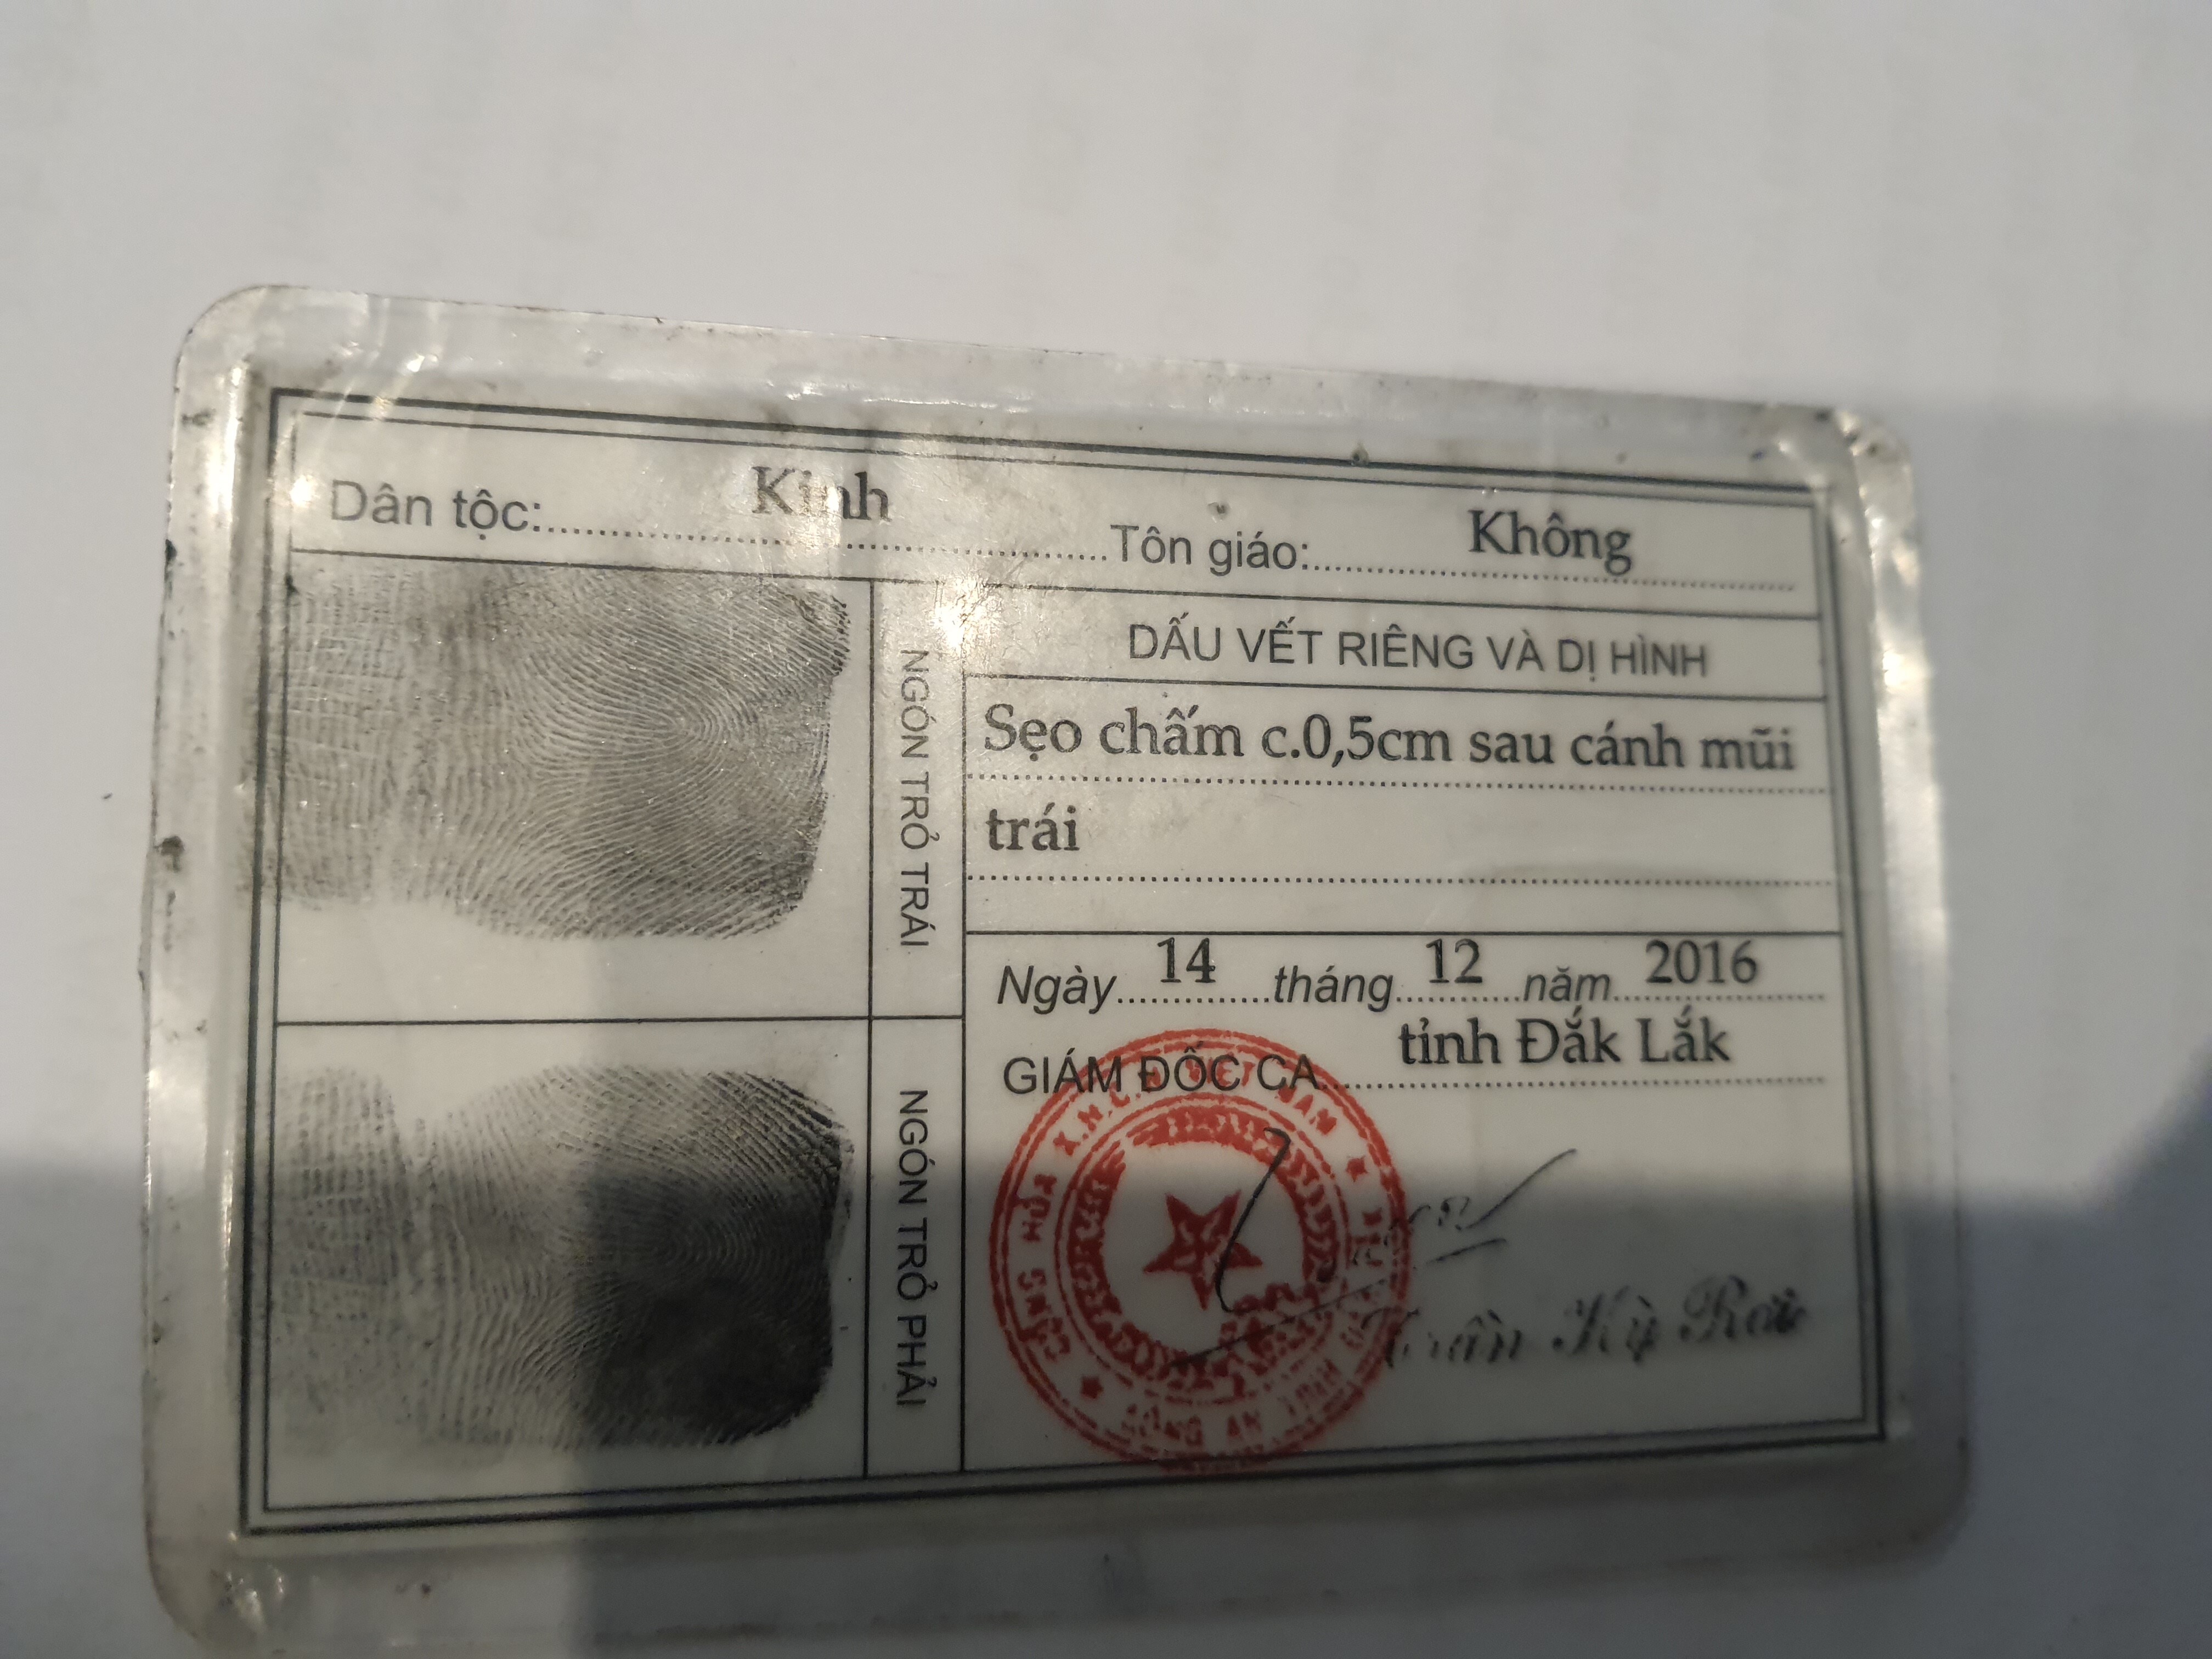 Dân tộc: Kinh Tôn giáo: Không
NGÓN TRỎ TRÁI
DẤU VẾT RIÊNG VÀ DỊ HÌNH
Sẹo chấm c.0,5cm sau cánh mũi
trái
Ngày 14 tháng 12 năm 2016
GIÁM ĐỐC CA tỉnh Đắk Lắk
NGÓN TRỎ PHẢI